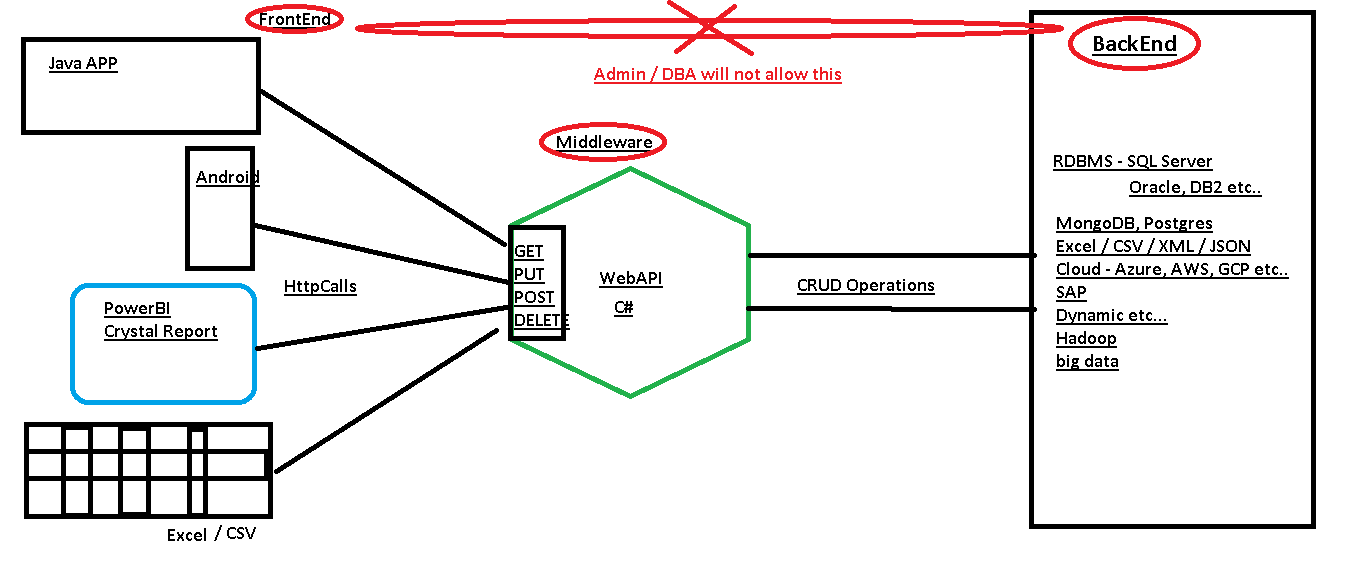 FrontEnd
BackEnd
Java APP
Admin / DBA will not allow this
Middleware
Android
HttpCalls
PowerBI
Crystal Report
Excel / CSV
GET
PUT
POST
DELETE
WebAPI
C#
CRUD Operations
RDBMS - SQL Server
Oracle, DB2 etc..
MongoDB, Postgres
Excel / CSV / XML / JSON
Cloud - Azure, AWS, GCP etc..
SAP
Dynamic etc...
Hadoop
big data